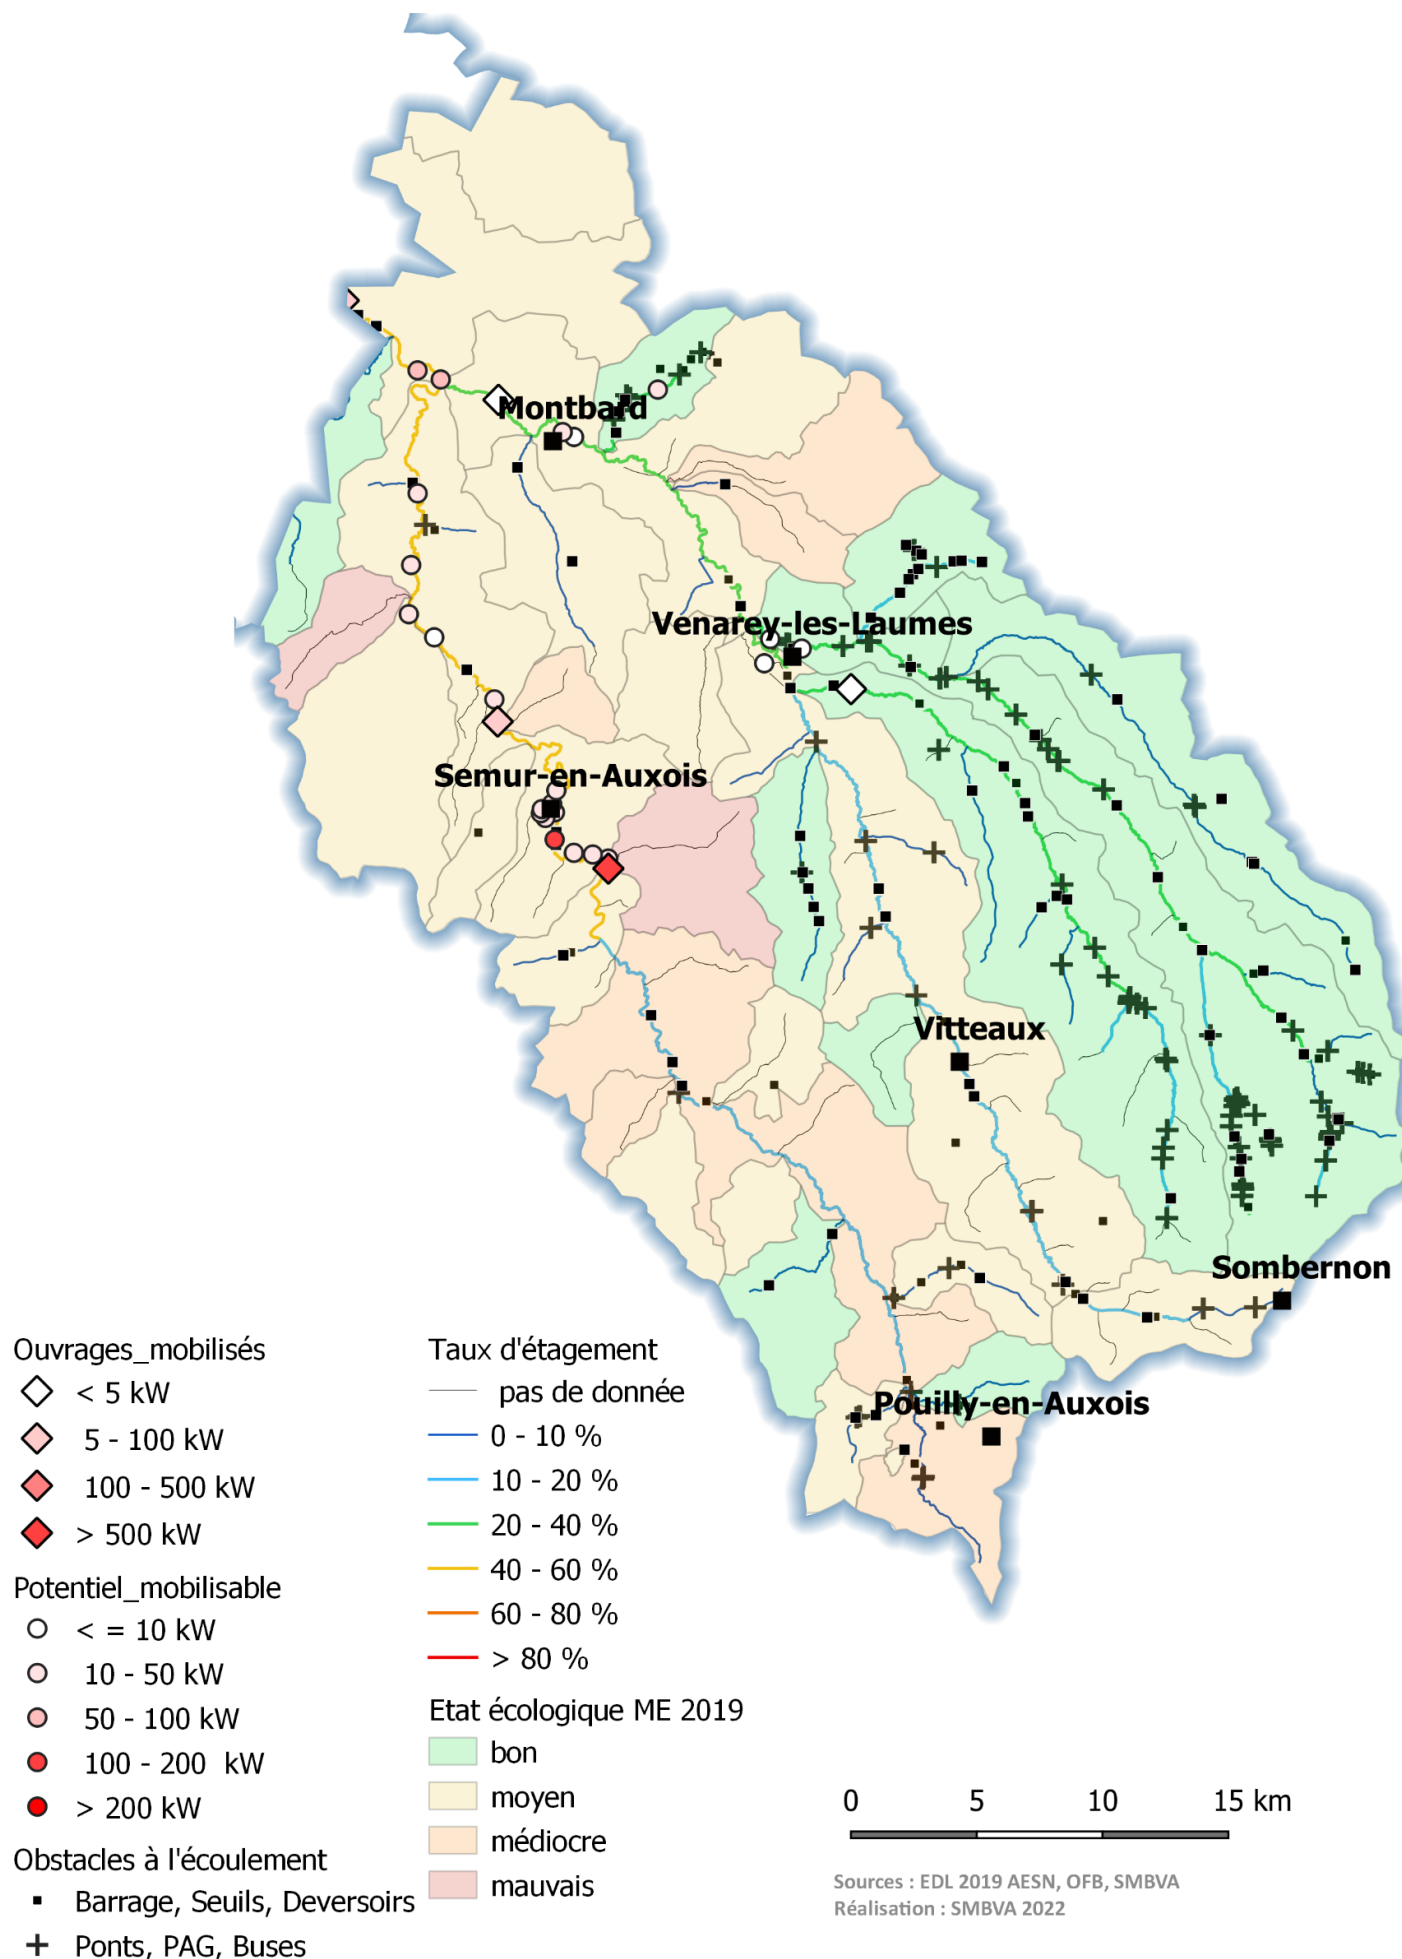 Montbard
Venarey-les-Laumes
Semur-en-Auxois
Vitteaux
Sombernon
Pouilly-en-Auxois
Ouvrages_mobilisés
< 5 kW
5 - 100 kW
100 - 500 kW
> 500 kW
Potentiel_mobilisable
< = 10 kW
10 - 50 kW
50 - 100 kW
100 - 200 kW
> 200 kW
Obstacles à l'écoulement
Barrage, Seuils, Deversoirs
Ponts, PAG, Buses
Taux d'étagement
pas de donnée
0 - 10 %
10 - 20 %
20 - 40 %
40 - 60 %
60 - 80 %
> 80 %
Etat écologique ME 2019
bon
moyen
médiocre
mauvais
0 5 10 15 km
Sources : EDL 2019 AESN, OFB, SMBVA
Réalisation : SMBVA 2022